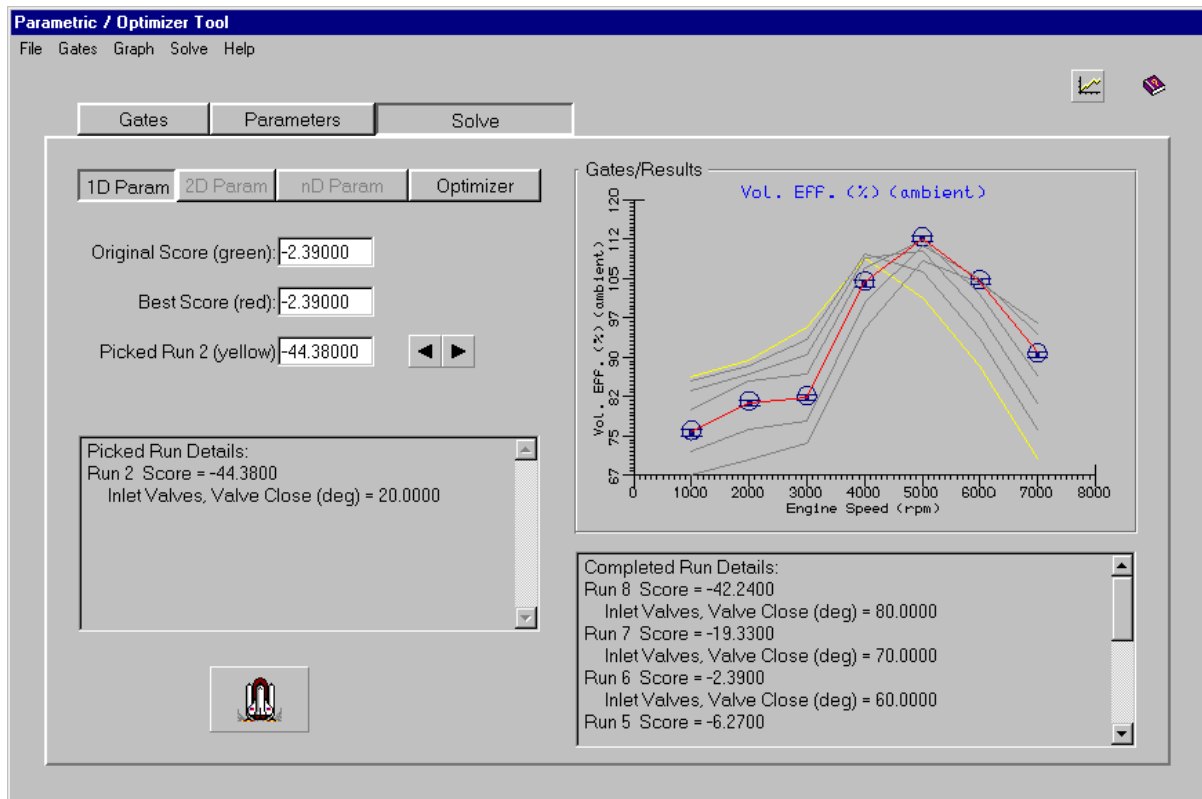 Parametric / Optimizer Tool
File Gates Graph Solve Help
Gates Parameters Solve
1D Param 2D Param nD Param Optimizer
Original Score (green): -2.39000
Best Score (red): -2.39000
Picked Run 2 (yellow) -44.38000
Picked Run Details:
Run 2 Score = -44.3800
Inlet Valves, Valve Close (deg) = 20.0000
Gates/Results
Vol. Eff. (%) (ambient)
Vol. Eff. (%) (ambient)
120
112
105
97
90
82
75
67
0 1000 2000 3000 4000 5000 6000 7000 8000
Engine Speed (rpm)
Completed Run Details:
Run 8 Score = -42.2400
Inlet Valves, Valve Close (deg) = 80.0000
Run 7 Score = -19.3300
Inlet Valves, Valve Close (deg) = 70.0000
Run 6 Score = -2.3900
Inlet Valves, Valve Close (deg) = 60.0000
Run 5 Score = -6.2700